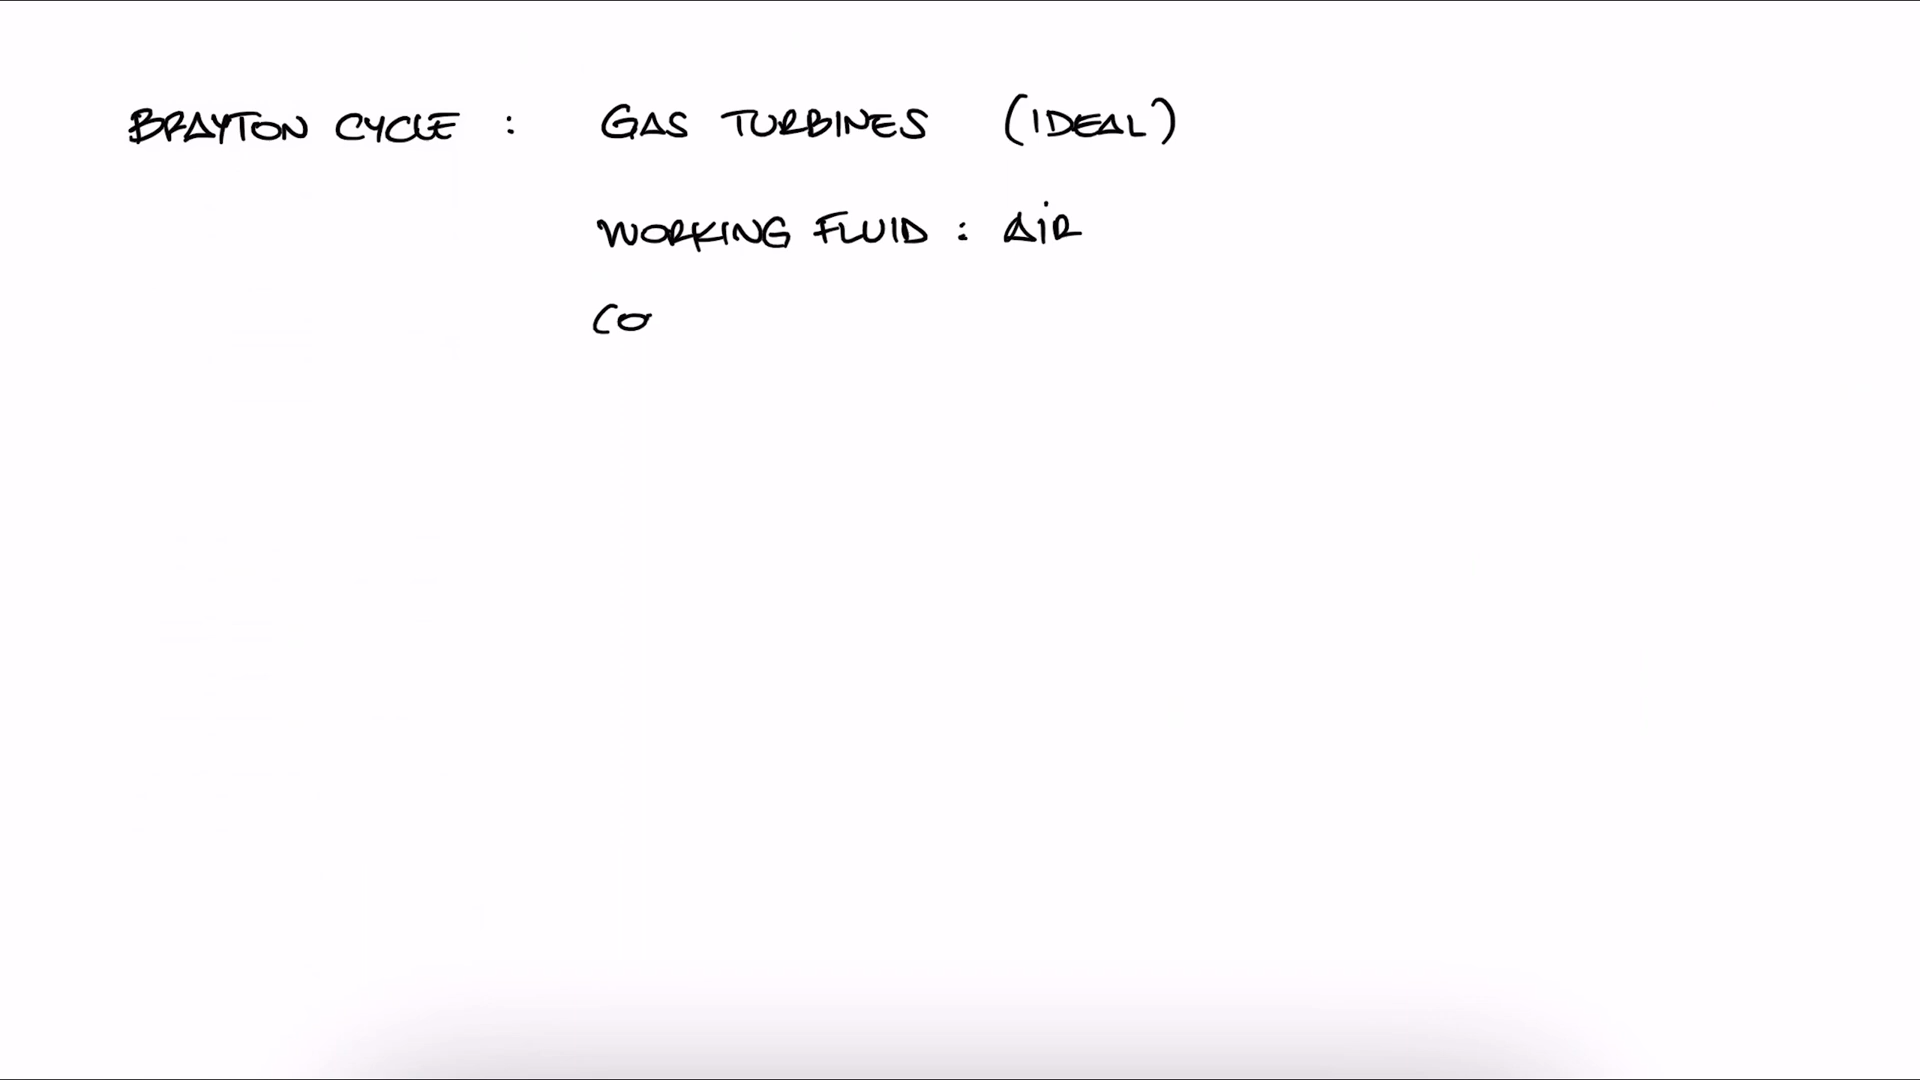 BRAYTON CYCLE : GAS TURBINES (IDEAL)
WORKING FLUID : AIR
CO